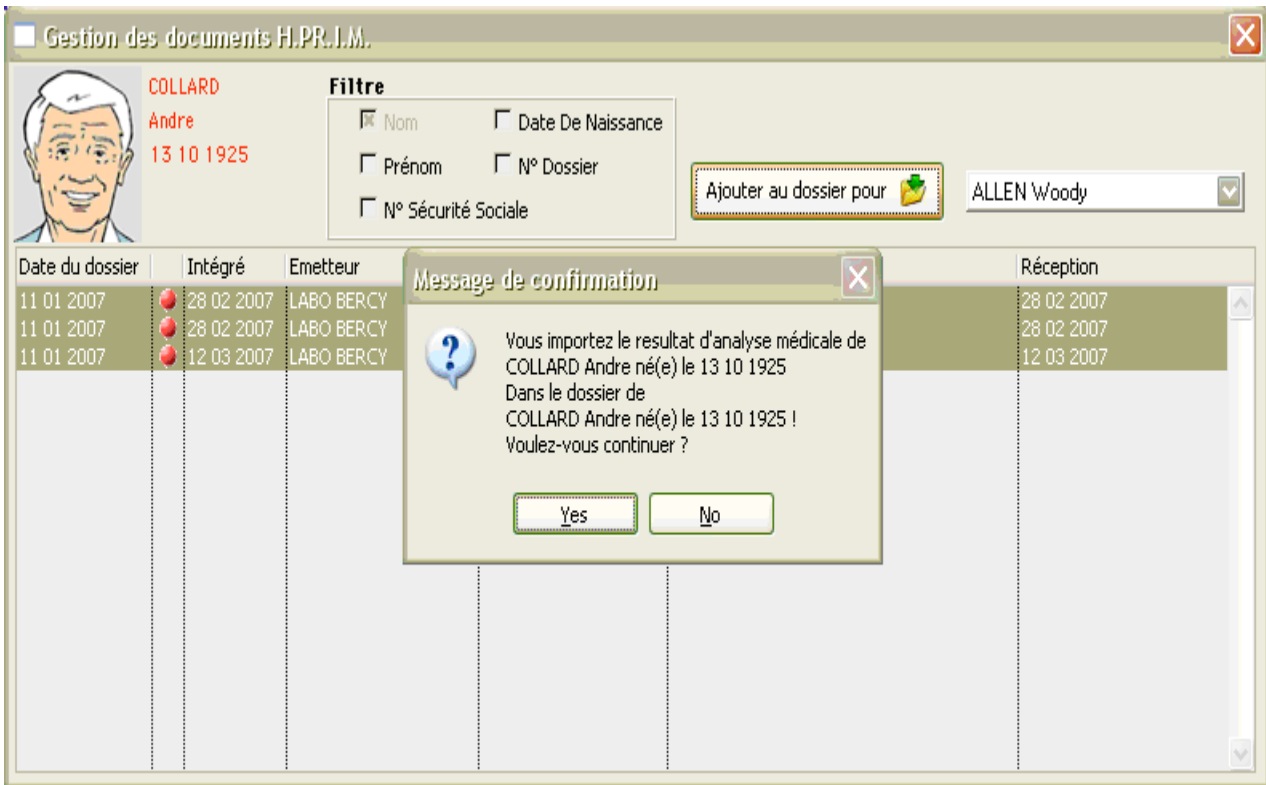 Gestion des documents H.PR.I.M.
COLLARD
Andre
13 10 1925
Filtre
Nom
Date De Naissance
Prénom
N° Dossier
N° Sécurité Sociale
Ajouter au dossier pour
ALLEN Woody
Date du dossier Intégré Emetteur Réception
11 01 2007 28 02 2007 LABO BERCY 28 02 2007
11 01 2007 28 02 2007 LABO BERCY 28 02 2007
11 01 2007 12 03 2007 LABO BERCY 12 03 2007
Message de confirmation
Vous importez le resultat d'analyse médicale de
COLLARD Andre né(e) le 13 10 1925
Dans le dossier de
COLLARD Andre né(e) le 13 10 1925 !
Voulez-vous continuer ?
Yes No